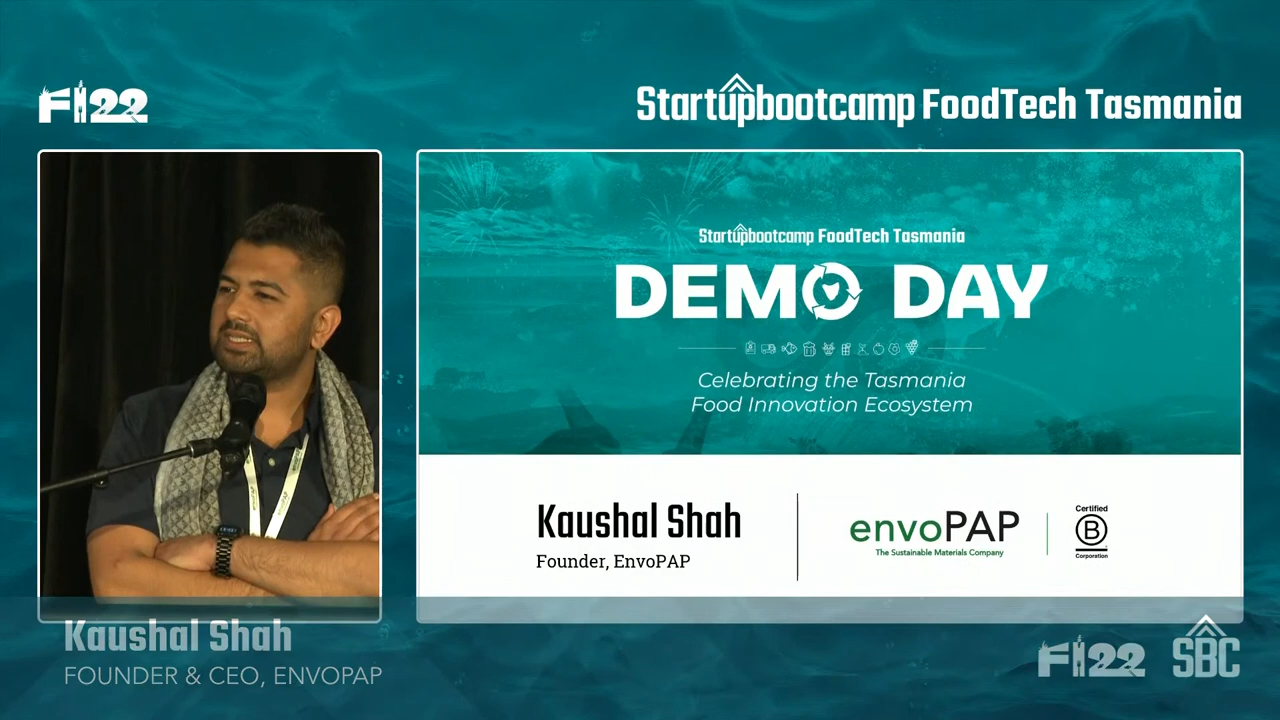 FI22
Startupbootcamp FoodTech Tasmania
Startupbootcamp FoodTech Tasmania
DEMO DAY
Celebrating the Tasmania
Food Innovation Ecosystem
Kaushal Shah
Founder, EnvoPAP
envoPAP
The Sustainable Materials Company
Certified
B
Corporation
Kaushal Shah
FOUNDER & CEO, ENVOPAP
FI22
SBC